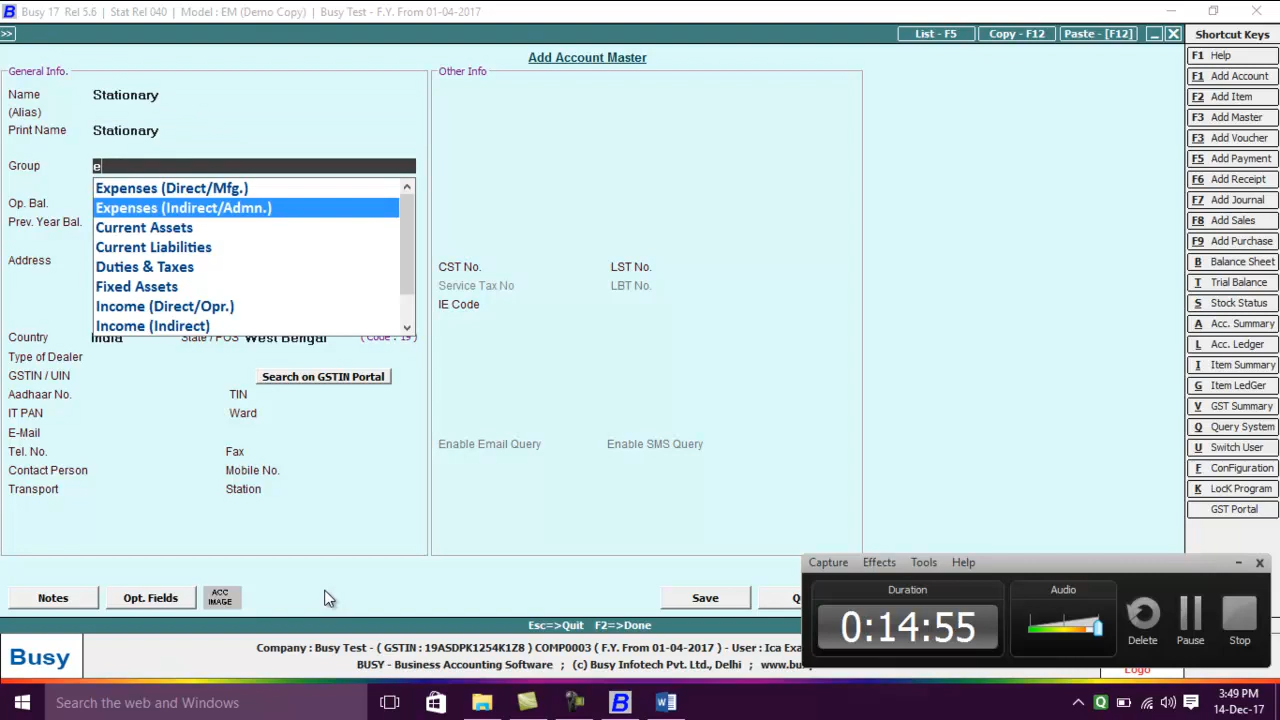 Busy 17 Rel 5.6 | Stat Rel 040 | Model : EM (Demo Copy) | Busy Test - F.Y. From 01-04-2017
>> List - F5 Copy - F12 Paste - [F12] Shortcut Keys
Add Account Master
General Info.
Name Stationary
(Alias)
Print Name Stationary
Group e
Expenses (Direct/Mfg.)
Expenses (Indirect/Admn.)
Current Assets
Current Liabilities
Duties & Taxes
Fixed Assets
Income (Direct/Opr.)
Income (Indirect)
Op. Bal.
Prev. Year Bal.
Address
Country India State / POS West Bengal ( Code : 19 )
Type of Dealer
GSTIN / UIN Search on GSTIN Portal
Aadhaar No. TIN
IT PAN Ward
E-Mail
Tel. No. Fax
Contact Person Mobile No.
Transport Station
Other Info
CST No. LST No.
Service Tax No LBT No.
IE Code
Enable Email Query Enable SMS Query
F1 Help
F1 Add Account
F2 Add Item
F3 Add Master
F3 Add Voucher
F5 Add Payment
F6 Add Receipt
F7 Add Journal
F8 Add Sales
F9 Add Purchase
B Balance Sheet
T Trial Balance
S Stock Status
A Acc. Summary
L Acc. Ledger
I Item Summary
G Item LedGer
V GST Summary
Q Query System
U Switch User
F ConFiguration
K LocK Program
GST Portal
Notes Opt. Fields ACC
IMAGE
Save Q
Esc=>Quit F2=>Done
Capture Effects Tools Help
Duration Audio
0:14:55
Delete Pause Stop
Busy
Company : Busy Test - ( GSTIN : 19ASDPK1254K1Z8 ) COMP0003 ( F.Y. From 01-04-2017 ) - User : Ica Exa
BUSY - Business Accounting Software ; (c) Busy Infotech Pvt. Ltd., Delhi ; www.bus
Logo
Search the web and Windows
3:49 PM
14-Dec-17